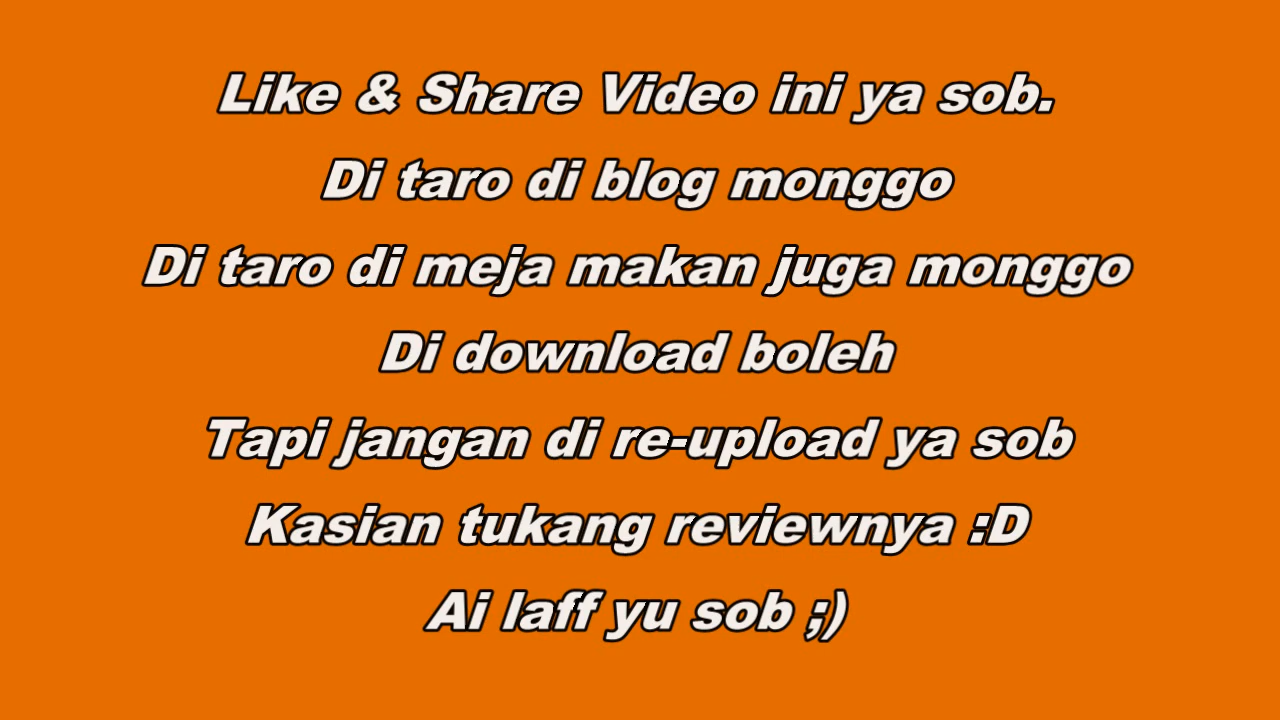 Like & Share Video ini ya sob.
Di taro di blog monggo
Di taro di meja makan juga monggo
Di download boleh
Tapi jangan di re-upload ya sob
Kasian tukang reviewnya :D
Ai laff yu sob ;)